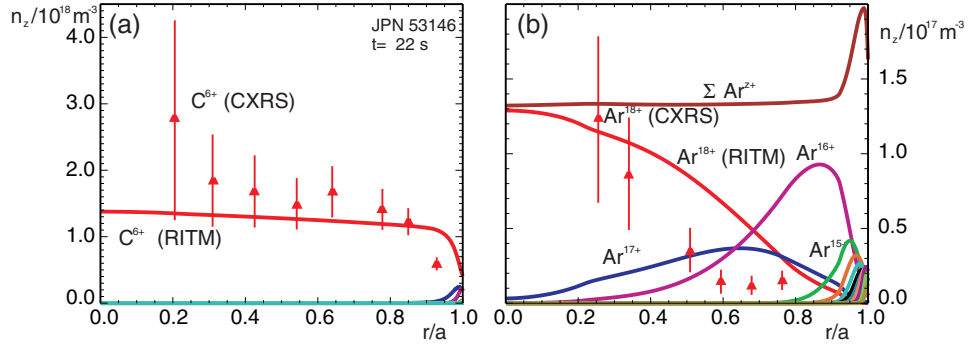 n_z/10^18 m^-3
(a)
JPN 53146
t= 22 s
4.0
3.0
2.0
1.0
0.0
C^6+ (CXRS)
C^6+ (RITM)
0.0 0.2 0.4 0.6 0.8 1.0
r/a
(b)
n_z/10^17 m^-3
Σ Ar^z+
Ar^18+ (CXRS)
Ar^18+ (RITM)
Ar^16+
Ar^17+
Ar^15+
1.5
1.0
0.5
0.0
0.0 0.2 0.4 0.6 0.8 1.0
r/a